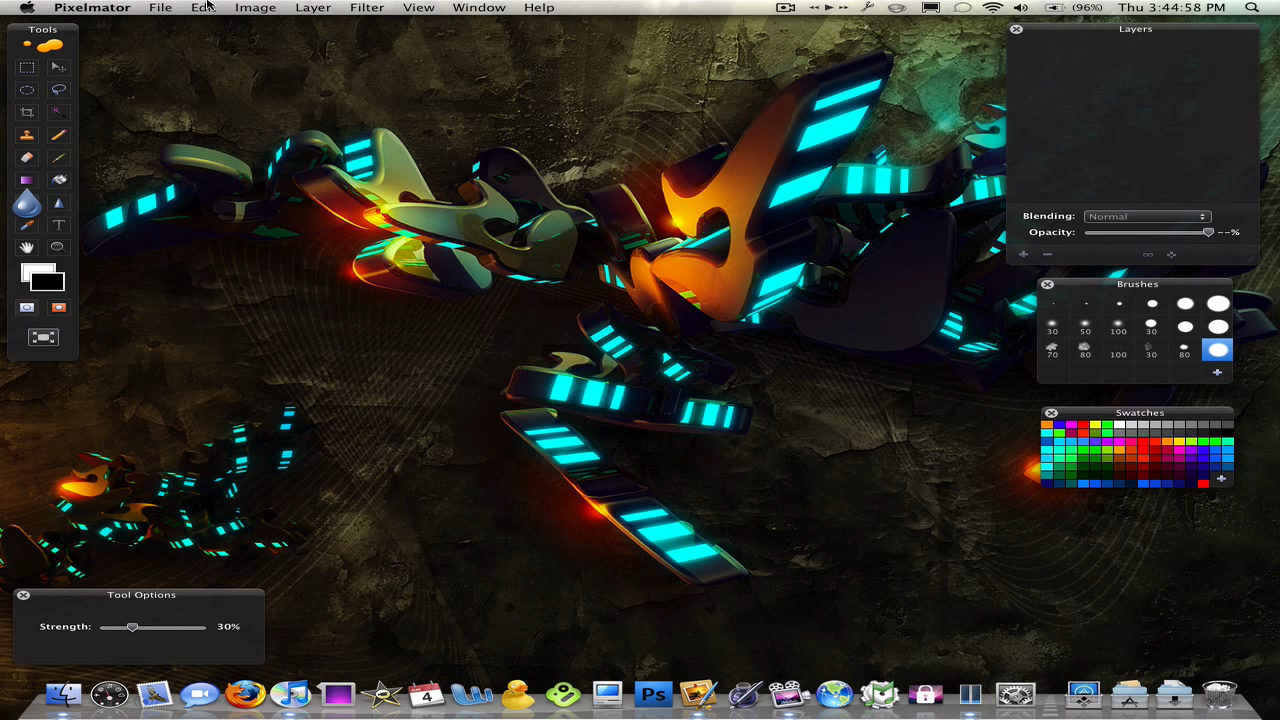 Pixelmator File Edit Image Layer Filter View Window Help (96%) Thu 3:44:58 PM
Tools
T
Layers
Blending: Normal
Opacity: --%
Brushes
30 50 100 30
70 80 100 30 80
Swatches
Tool Options
Strength: 30%
4
Ps